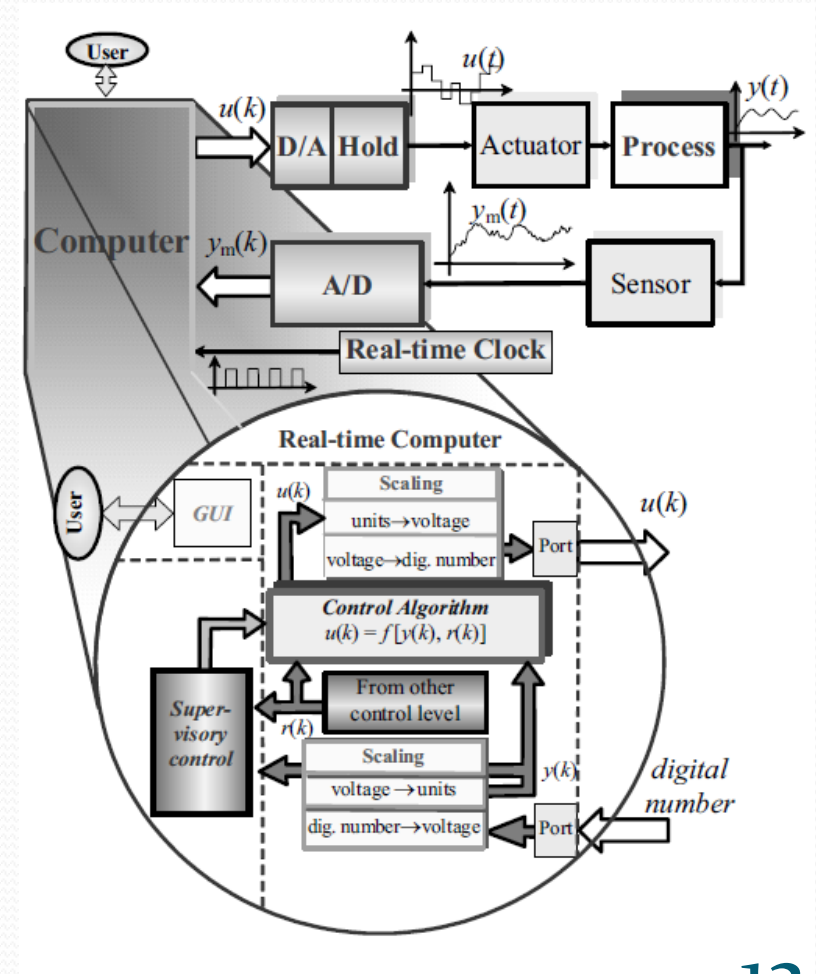 User
u(k)
u(t)
y(t)
D/A Hold
Actuator
Process
Computer
yₘ(k)
yₘ(t)
A/D
Sensor
Real-time Clock
Real-time Computer
User
GUI
u(k)
Scaling
units→voltage
voltage→dig. number
Port
u(k)
Control Algorithm
u(k) = f [y(k), r(k)]
Super-
visory
control
From other
control level
r(k)
Scaling
voltage→units
dig. number→voltage
y(k)
Port
digital
number